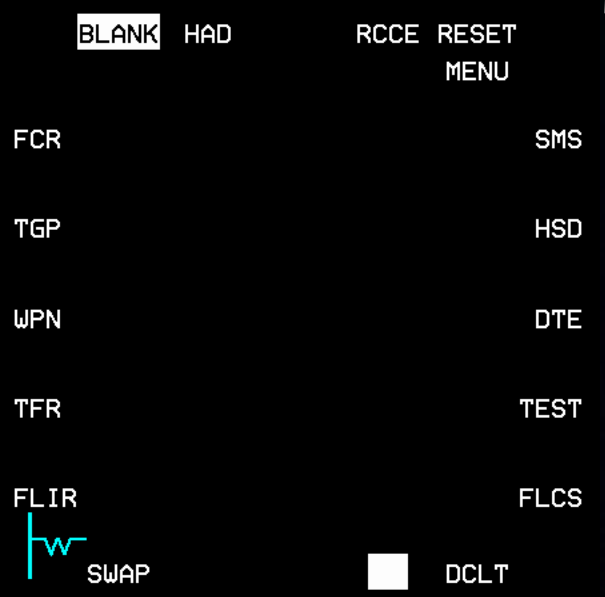 BLANK HAD RCCE RESET
MENU
FCR SMS
TGP HSD
WPN DTE
TFR TEST
FLIR FLCS
SWAP DCLT